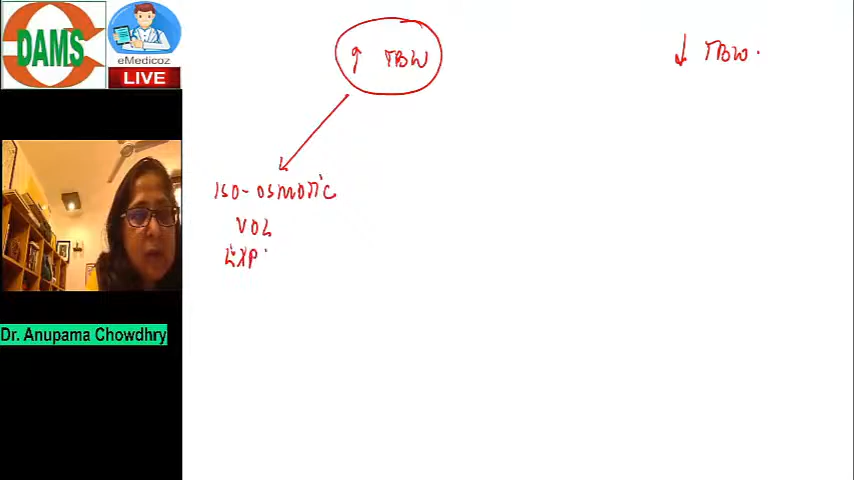 DAMS
eMedicoz
LIVE
↑ TBW
↓ TBW.
ISO-OSMOTIC
VOL
EXP
Dr. Anupama Chowdhry